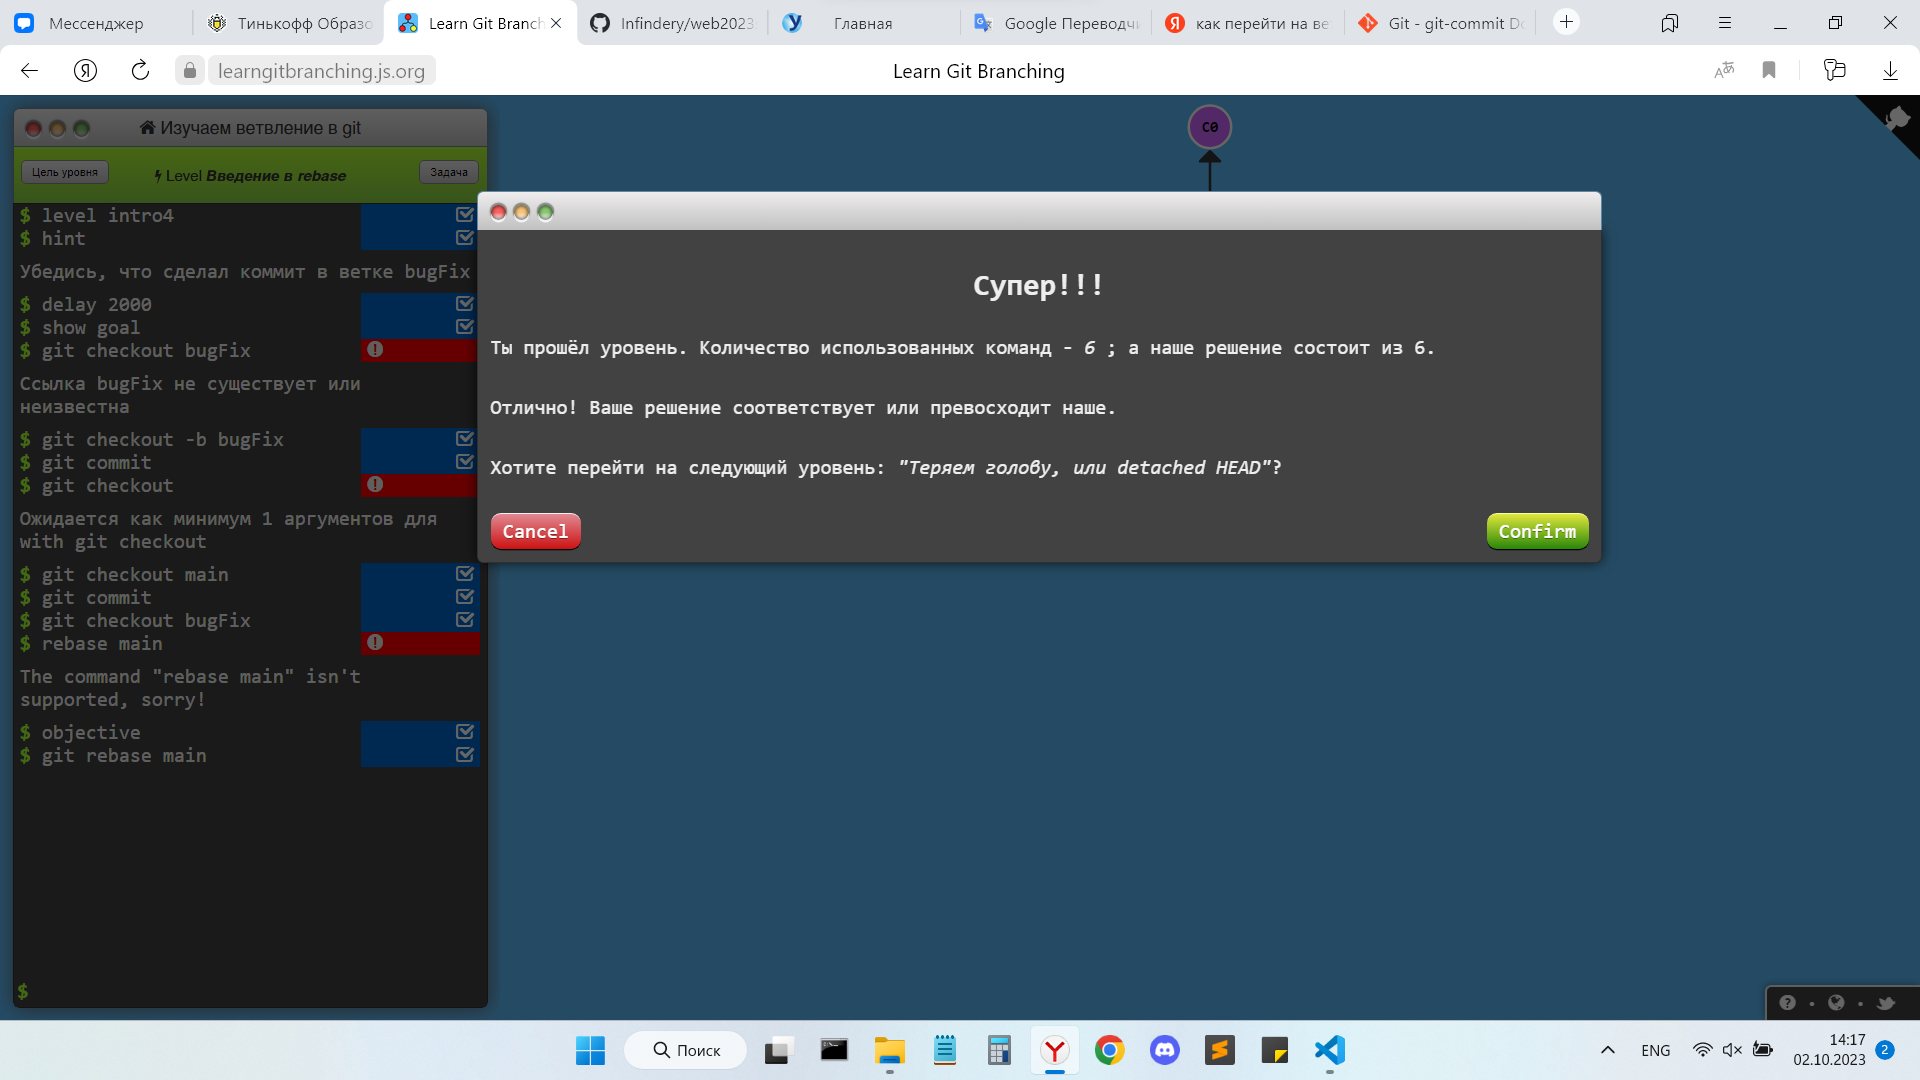 Мессенджер
Тинькофф Образо
Learn Git Branch
Infindery/web2023
Главная
Google Переводчи
как перейти на ве
Git - git-commit Do
learngitbranching.js.org
Learn Git Branching
Изучаем ветвление в git
Цель уровня
Level Введение в rebase
Задача
$ level intro4
$ hint
Убедись, что сделал коммит в ветке bugFix
$ delay 2000
$ show goal
$ git checkout bugFix
Ссылка bugFix не существует или
неизвестна
$ git checkout -b bugFix
$ git commit
$ git checkout
Ожидается как минимум 1 аргументов для
with git checkout
$ git checkout main
$ git commit
$ git checkout bugFix
$ rebase main
The command "rebase main" isn't
supported, sorry!
$ objective
$ git rebase main
$
C0
Супер!!!
Ты прошёл уровень. Количество использованных команд - 6 ; а наше решение состоит из 6.
Отлично! Ваше решение соответствует или превосходит наше.
Хотите перейти на следующий уровень: "Теряем голову, или detached HEAD"?
Cancel
Confirm
Поиск
ENG
14:17
02.10.2023
2